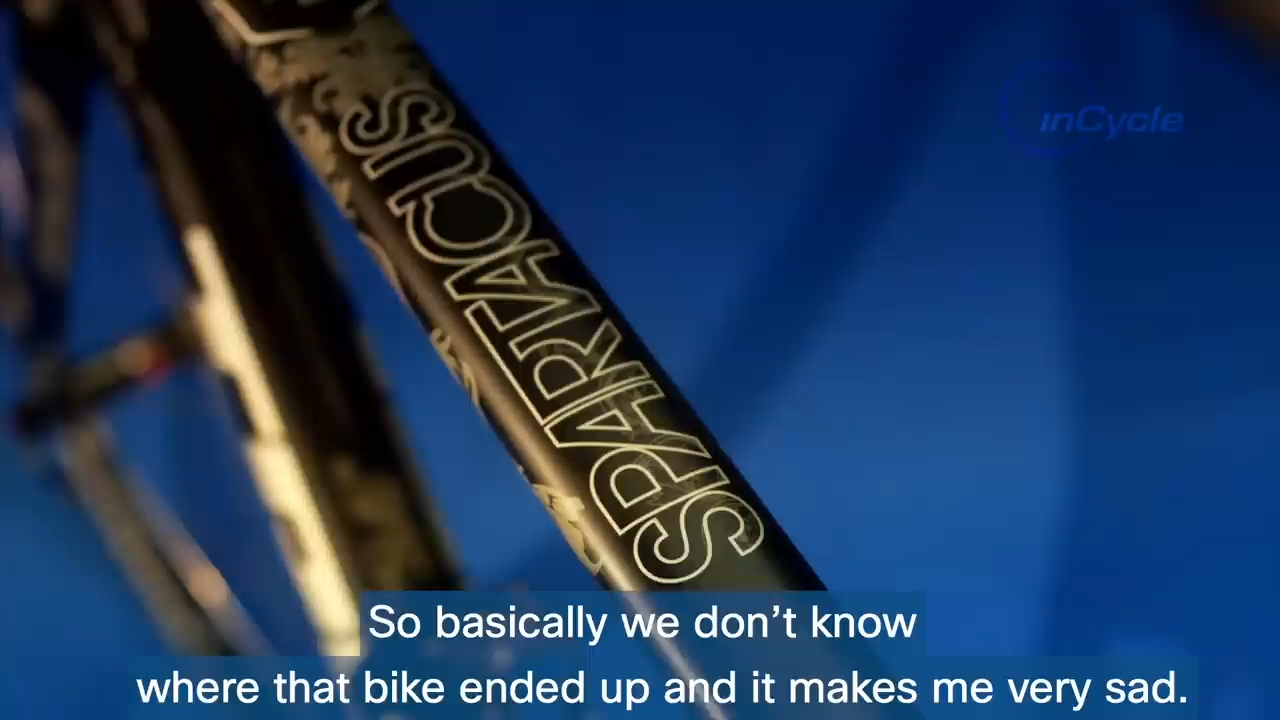 inCycle
SPARTACUS
So basically we don’t know
where that bike ended up and it makes me very sad.